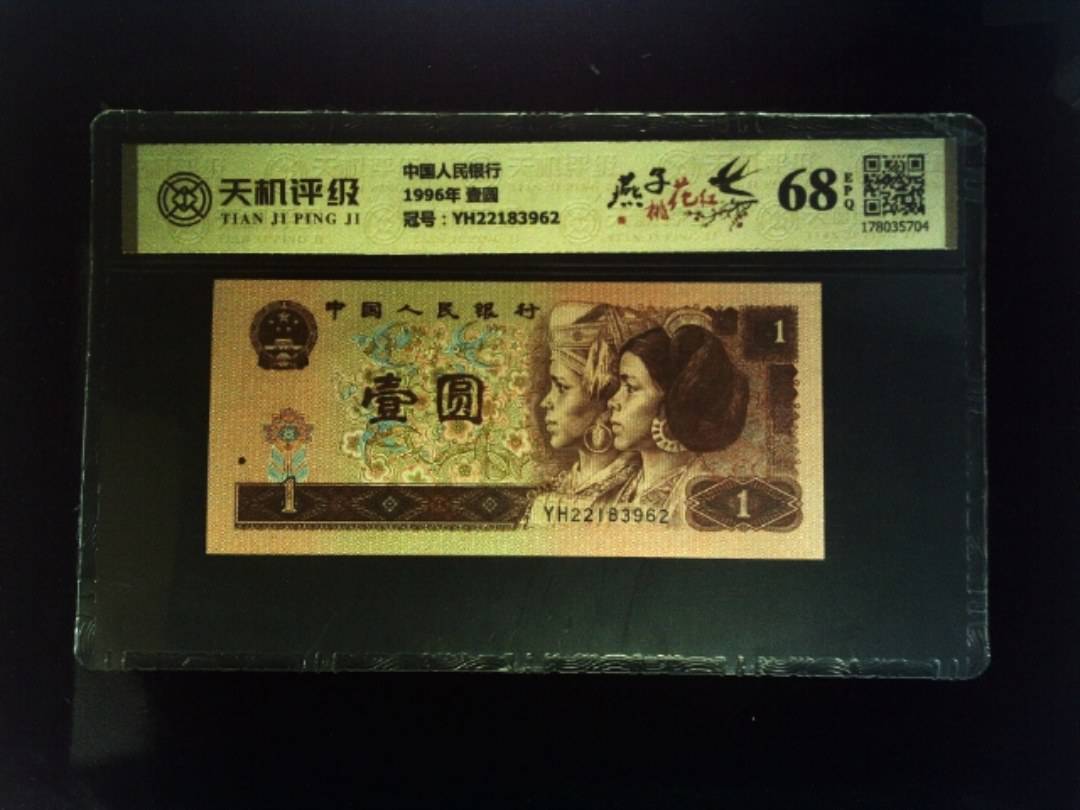 天机评级
TIAN JI PING JI
中国人民银行
1996年 壹圆
冠号：YH22183962
燕子
桃花红
68
EPQ
178035704
中国人民银行
1
壹圆
1
YH22183962
1